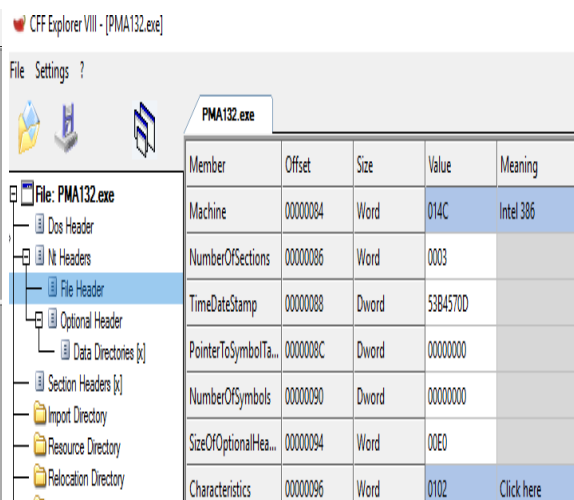 CFF Explorer VIII - [PMA132.exe]
File Settings ?
PMA132.exe
File: PMA132.exe
Dos Header
Nt Headers
File Header
Optional Header
Data Directories [x]
Section Headers [x]
Import Directory
Resource Directory
Relocation Directory
Member Offset Size Value Meaning
Machine 00000084 Word 014C Intel 386
NumberOfSections 00000086 Word 0003
TimeDateStamp 00000088 Dword 53B4570D
PointerToSymbolTa... 0000008C Dword 00000000
NumberOfSymbols 00000090 Dword 00000000
SizeOfOptionalHea... 00000094 Word 00E0
Characteristics 00000096 Word 0102 Click here